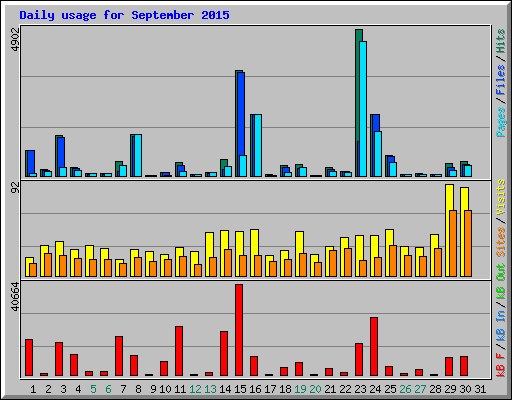 Daily usage for September 2015
4902
Pages / Files / Hits
92
Sites / Visits
40664
kB F / kB In / kB Out
1 2 3 4 5 6 7 8 9 10 11 12 13 14 15 16 17 18 19 20 21 22 23 24 25 26 27 28 29 30 31